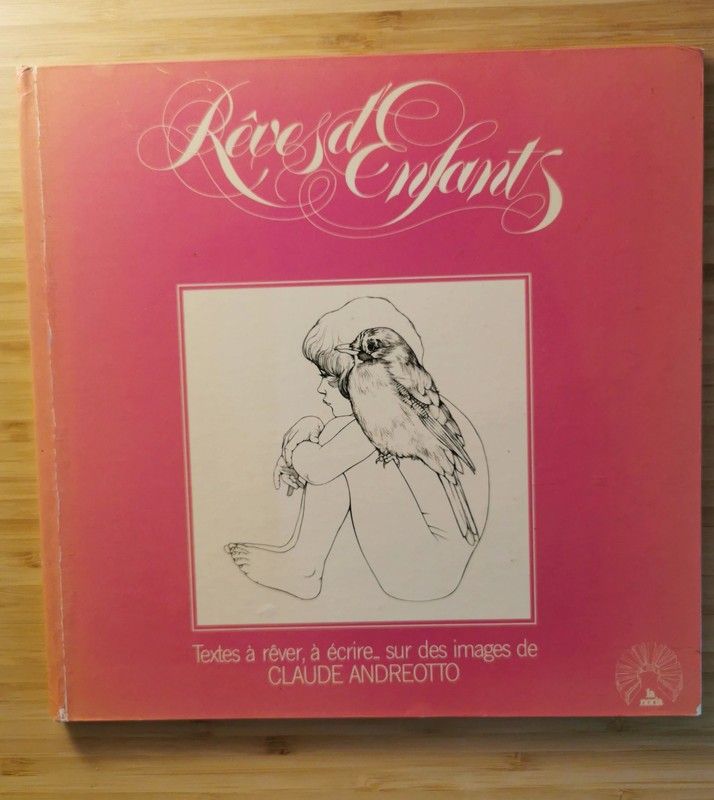 Rêves d'Enfants
Textes à rêver, à écrire... sur des images de
CLAUDE ANDREOTTO
la
noria